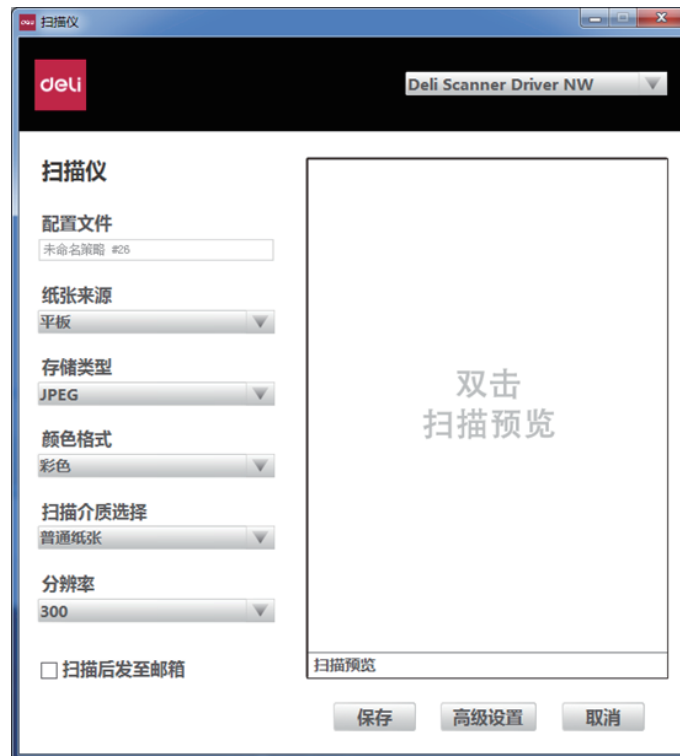 deli 扫描仪
deli
Deli Scanner Driver NW
扫描仪
配置文件
未命名策略 #26
纸张来源
平板
存储类型
JPEG
颜色格式
彩色
扫描介质选择
普通纸张
分辨率
300
扫描后发至邮箱
双击
扫描预览
扫描预览
保存
高级设置
取消